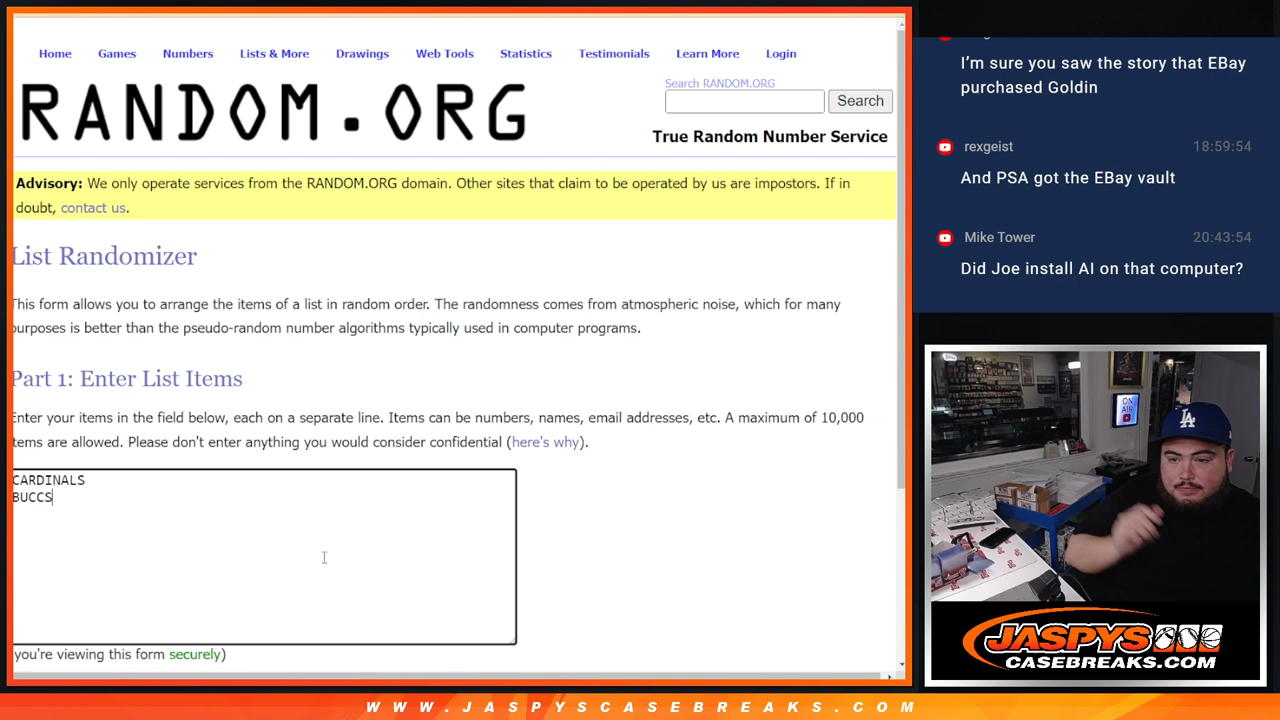 Home Games Numbers Lists & More Drawings Web Tools Statistics Testimonials Learn More Login
RANDOM.ORG
Search RANDOM.ORG
Search
True Random Number Service
Advisory: We only operate services from the RANDOM.ORG domain. Other sites that claim to be operated by us are impostors. If in
doubt, contact us.
List Randomizer
This form allows you to arrange the items of a list in random order. The randomness comes from atmospheric noise, which for many
purposes is better than the pseudo-random number algorithms typically used in computer programs.
Part 1: Enter List Items
Enter your items in the field below, each on a separate line. Items can be numbers, names, email addresses, etc. A maximum of 10,000
items are allowed. Please don't enter anything you would consider confidential (here's why).
CARDINALS
BUCCS
you're viewing this form securely)
I'm sure you saw the story that EBay
purchased Goldin
rexgeist 18:59:54
And PSA got the EBay vault
Mike Tower 20:43:54
Did Joe install AI on that computer?
ON
AIR
LA
JASPYS
CASEBREAKS.COM
WWW.JASPYSCASEBREAKS.COM